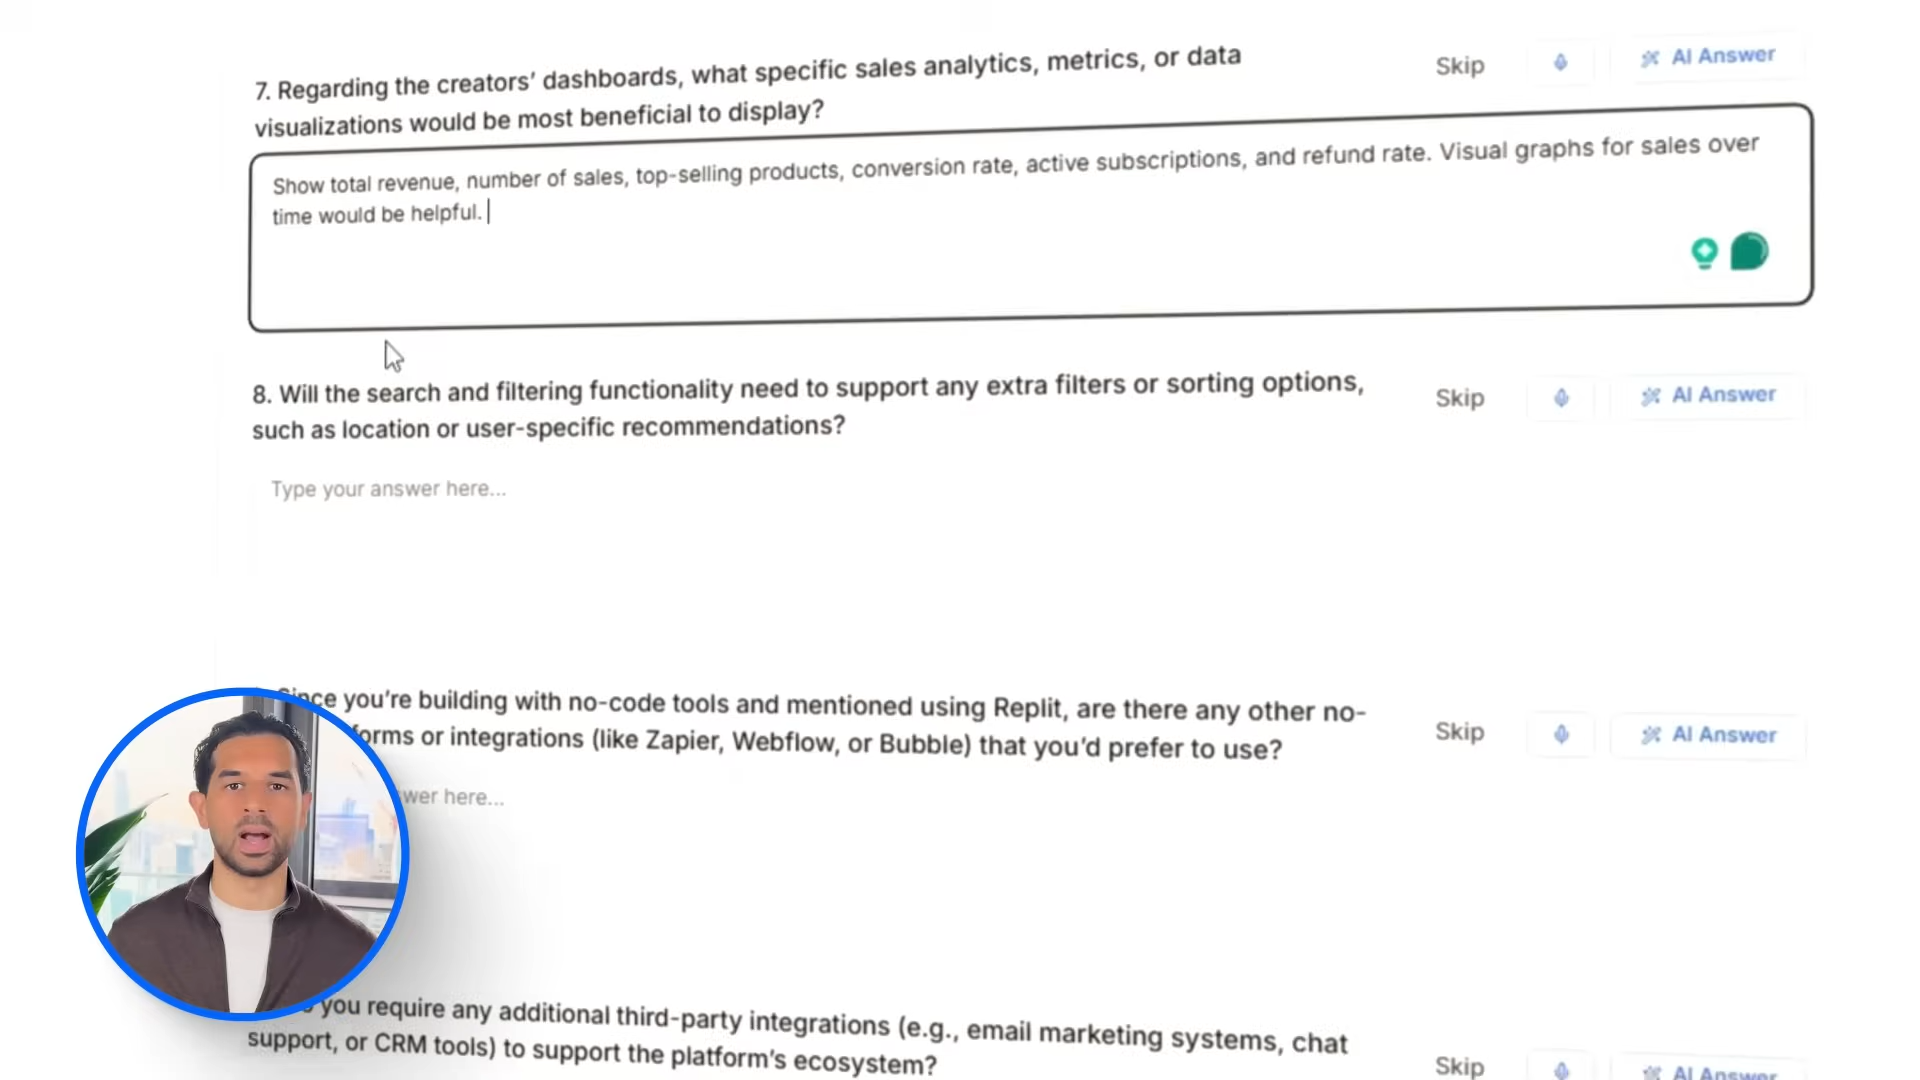 7. Regarding the creators’ dashboards, what specific sales analytics, metrics, or data
visualizations would be most beneficial to display?
Skip
AI Answer
Show total revenue, number of sales, top-selling products, conversion rate, active subscriptions, and refund rate. Visual graphs for sales over
time would be helpful.
8. Will the search and filtering functionality need to support any extra filters or sorting options,
such as location or user-specific recommendations?
Skip
AI Answer
Type your answer here...
Since you’re building with no-code tools and mentioned using Replit, are there any other no-
orms or integrations (like Zapier, Webflow, or Bubble) that you’d prefer to use?
Skip
AI Answer
wer here...
you require any additional third-party integrations (e.g., email marketing systems, chat
support, or CRM tools) to support the platform’s ecosystem?
Skip
AI Answer